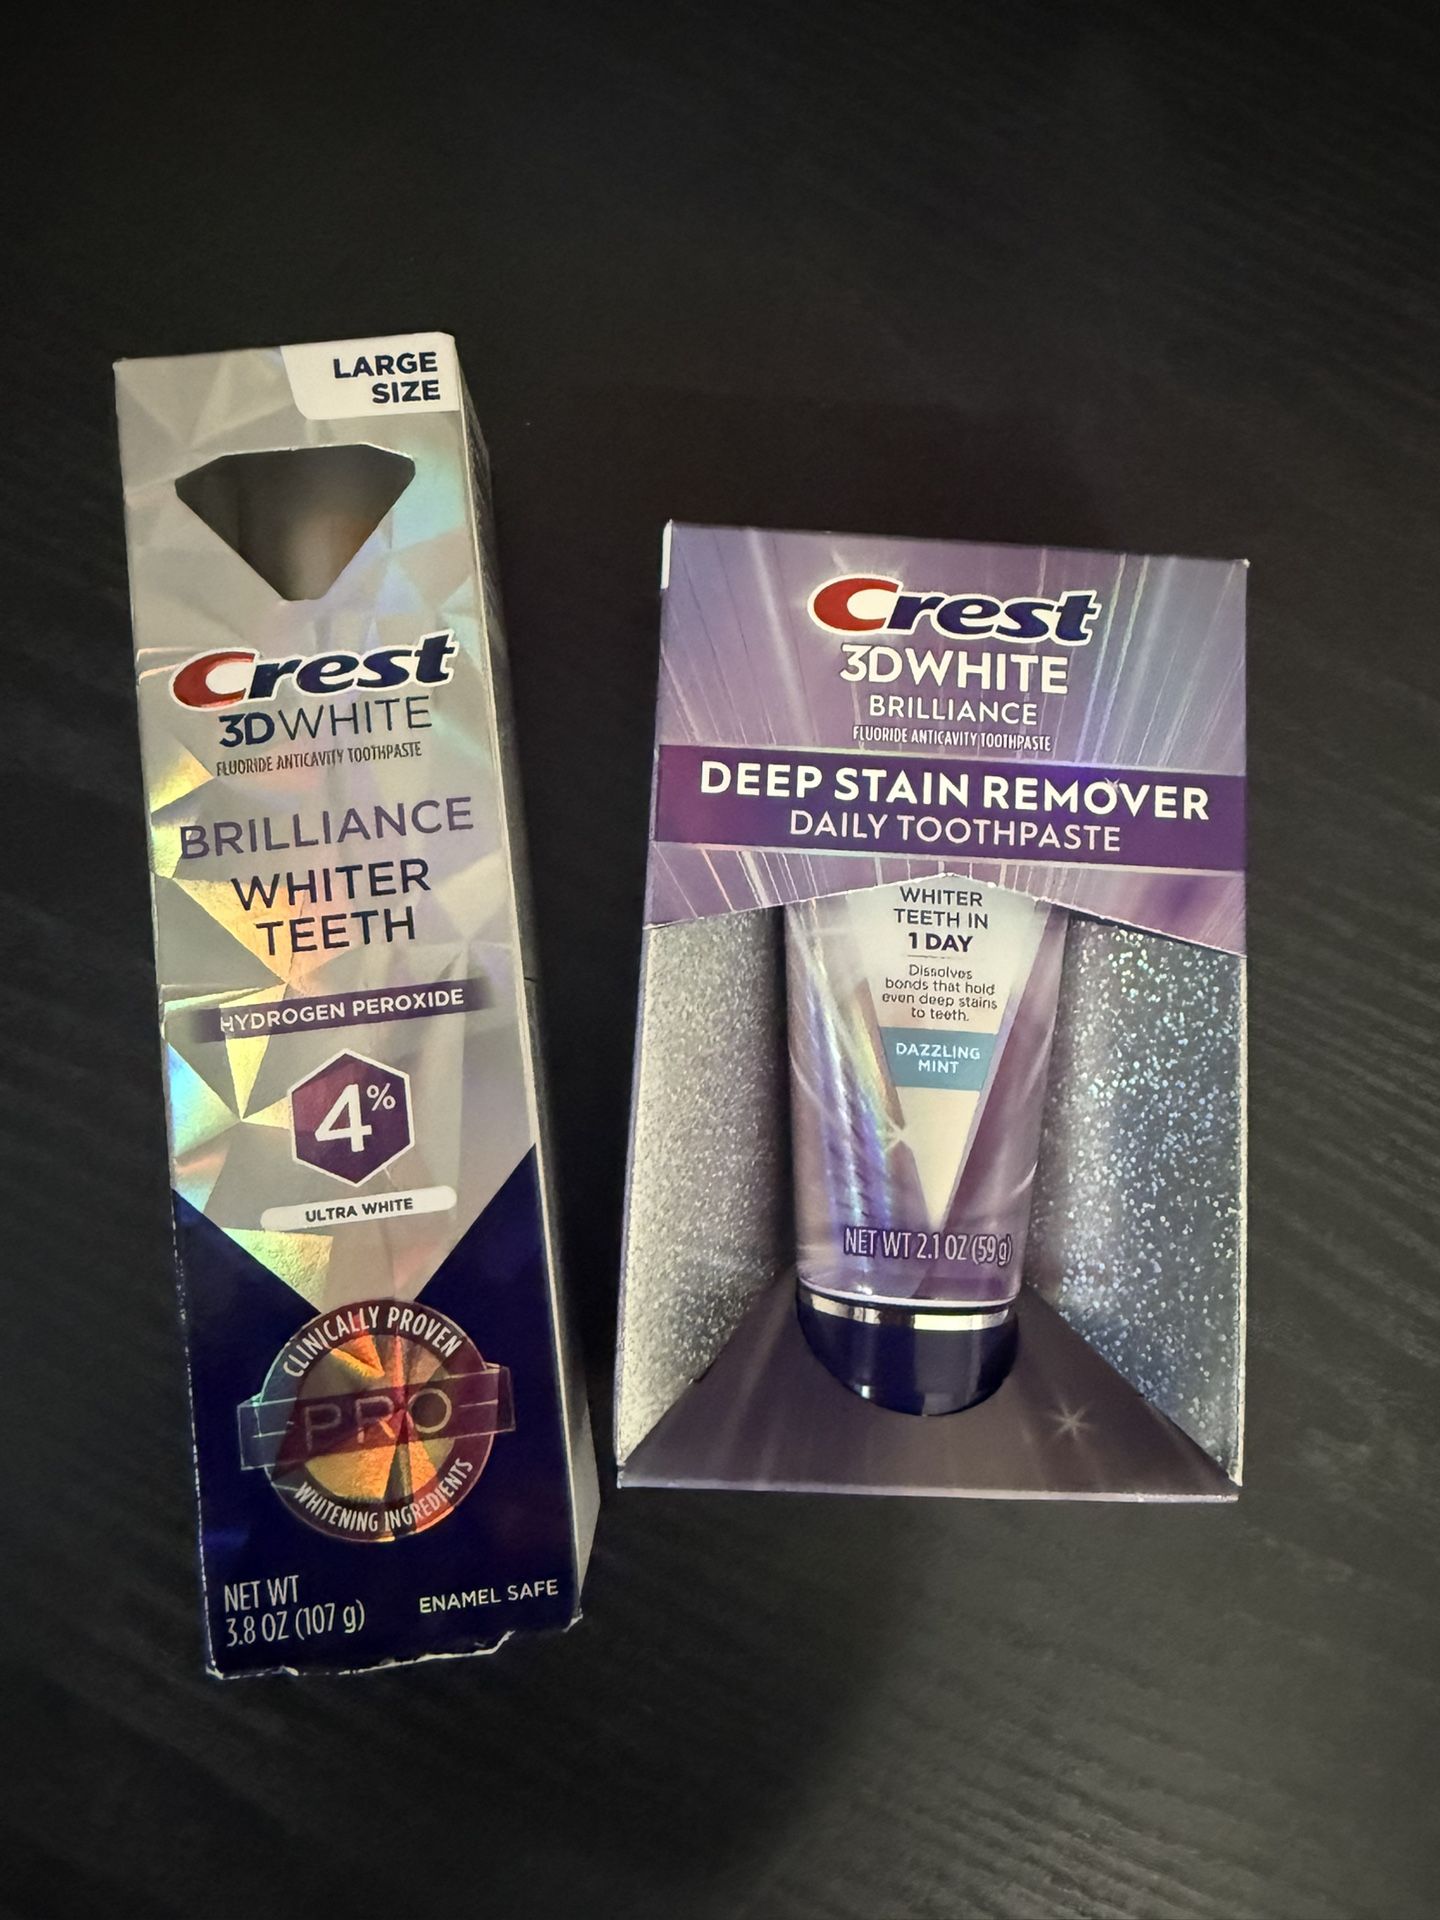 LARGE
SIZE
Crest
3DWHITE
FLUORIDE ANTICAVITY TOOTHPASTE
BRILLIANCE
WHITER
TEETH
HYDROGEN PEROXIDE
4%
ULTRA WHITE
CLINICALLY PROVEN
PRO
WHITENING INGREDIENTS
NET WT
3.8 OZ (107 g)
ENAMEL SAFE
Crest
3DWHITE
BRILLIANCE
FLUORIDE ANTICAVITY TOOTHPASTE
DEEP STAIN REMOVER
DAILY TOOTHPASTE
WHITER
TEETH IN
1 DAY
Dissolves
bonds that hold
even deep stains
to teeth.
DAZZLING
MINT
NET WT 2.1 OZ (59 g)